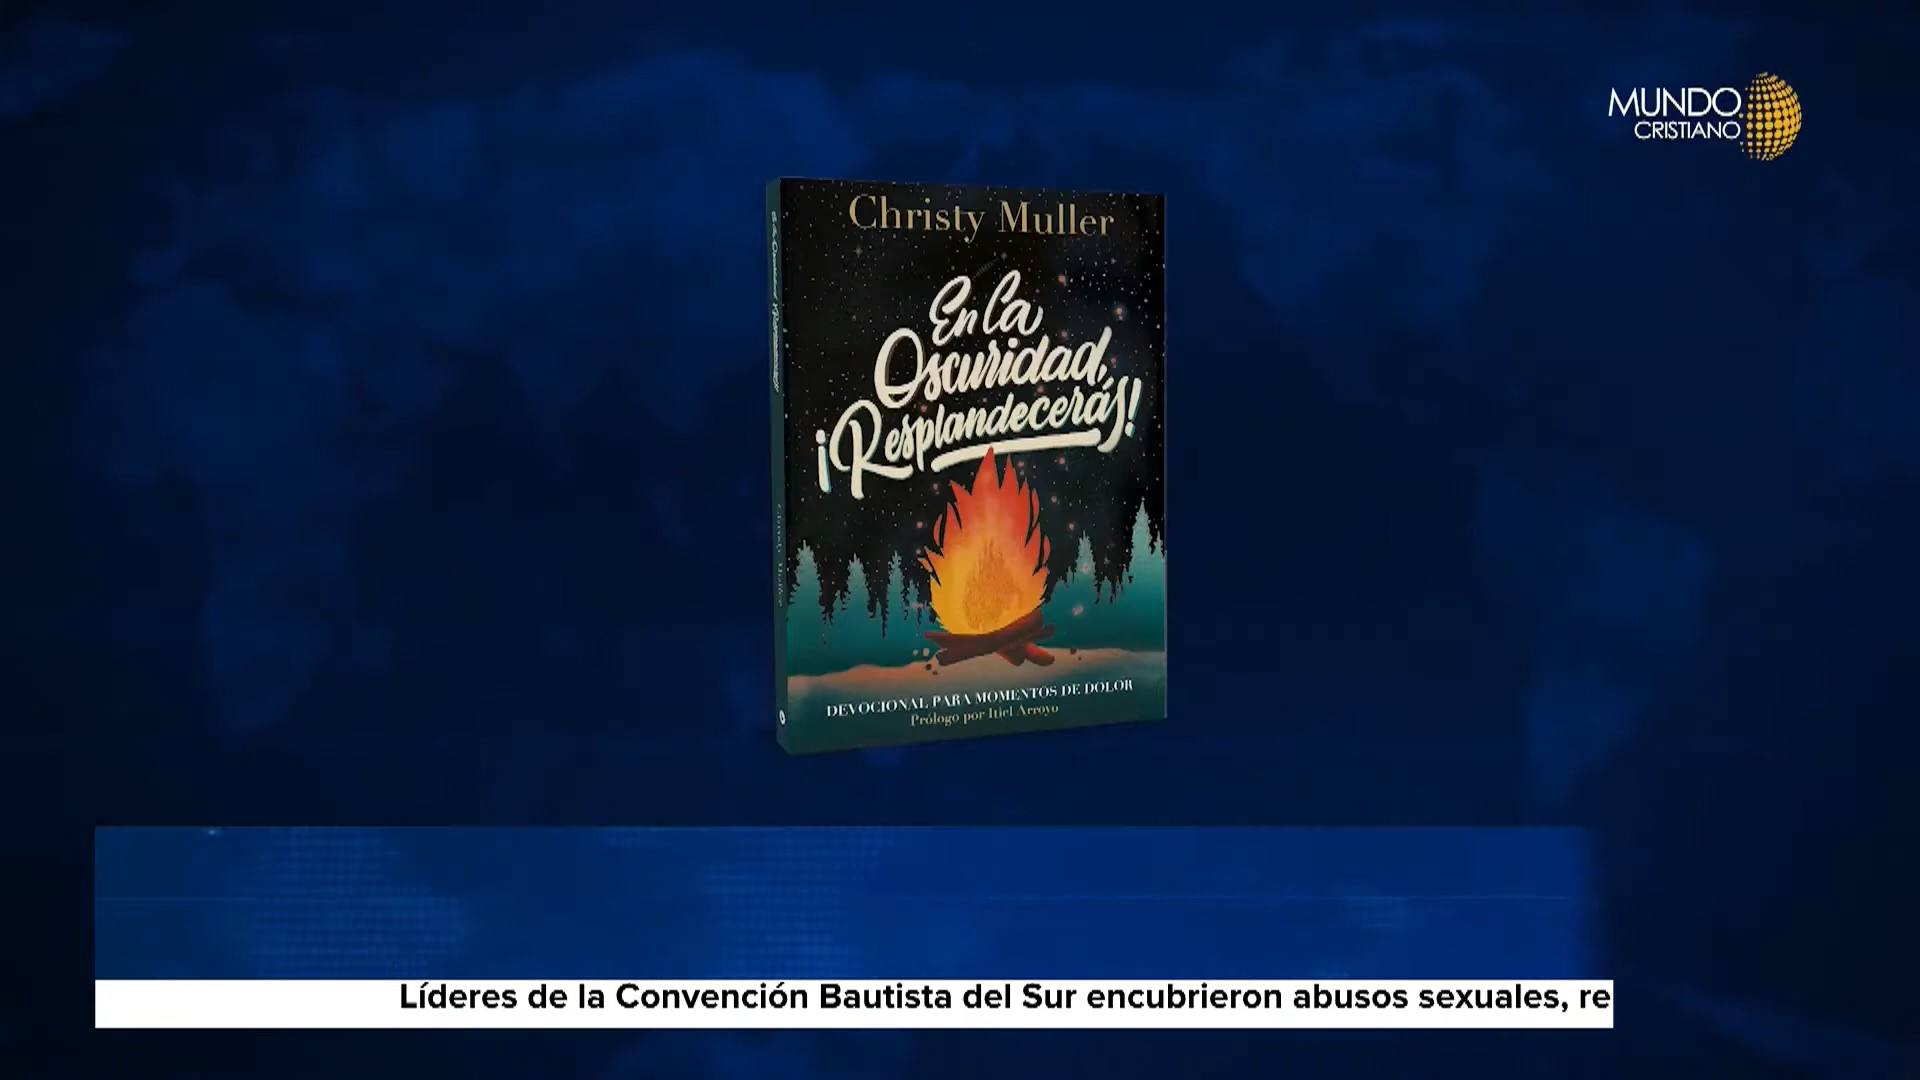 MUNDO
CRISTIANO
Christy Muller
En La
Oscuridad,
¡Resplandecerás!
DEVOCIONAL PARA MOMENTOS DE DOLOR
Prólogo por Itiel Arroyo
Líderes de la Convención Bautista del Sur encubrieron abusos sexuales, re